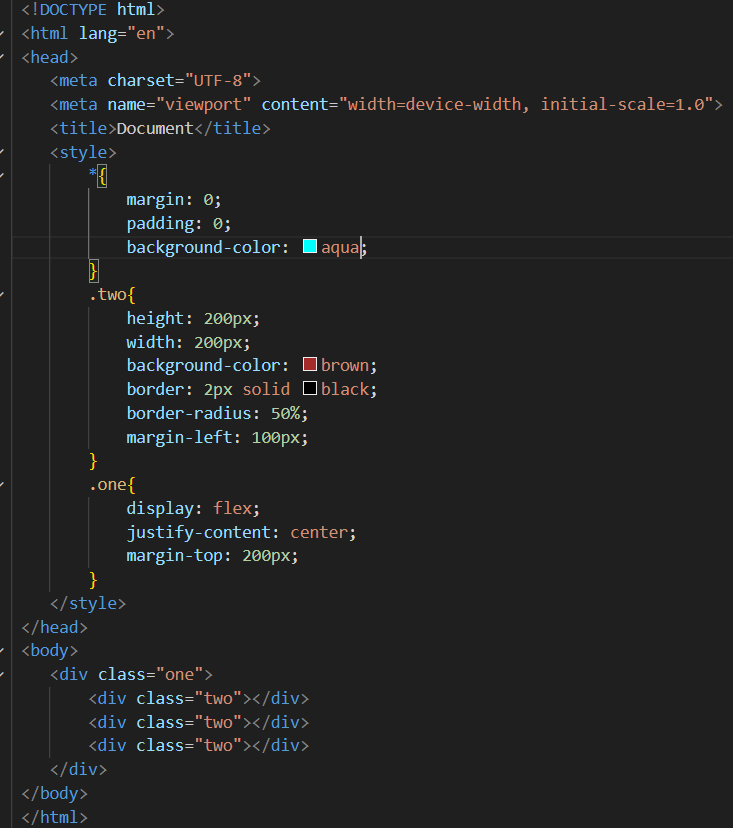 <!DOCTYPE html>
<html lang="en">
<head>
    <meta charset="UTF-8">
    <meta name="viewport" content="width=device-width, initial-scale=1.0">
    <title>Document</title>
    <style>
        *{
            margin: 0;
            padding: 0;
            background-color: aqua;
        }
        .two{
            height: 200px;
            width: 200px;
            background-color: brown;
            border: 2px solid black;
            border-radius: 50%;
            margin-left: 100px;
        }
        .one{
            display: flex;
            justify-content: center;
            margin-top: 200px;
        }
    </style>
</head>
<body>
    <div class="one">
        <div class="two"></div>
        <div class="two"></div>
        <div class="two"></div>
    </div>
</body>
</html>